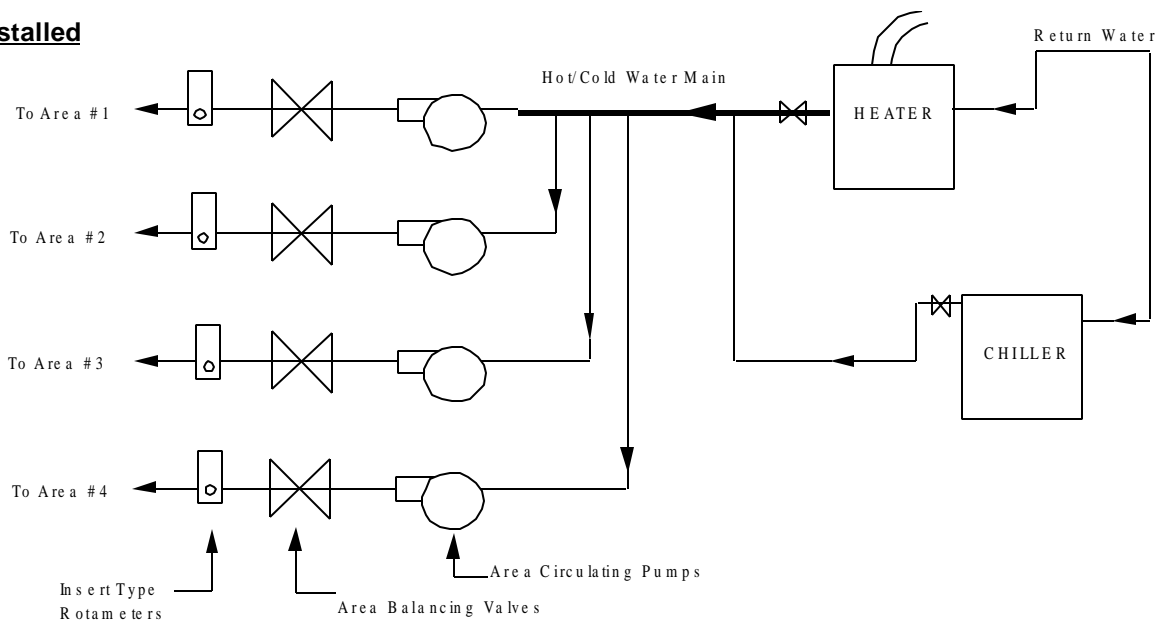 stalled
Return Water
Hot/Cold Water Main
To Area #1
HEATER
To Area #2
To Area #3
CHILLER
To Area #4
Area Circulating Pumps
Insert Type
Rotameters
Area Balancing Valves